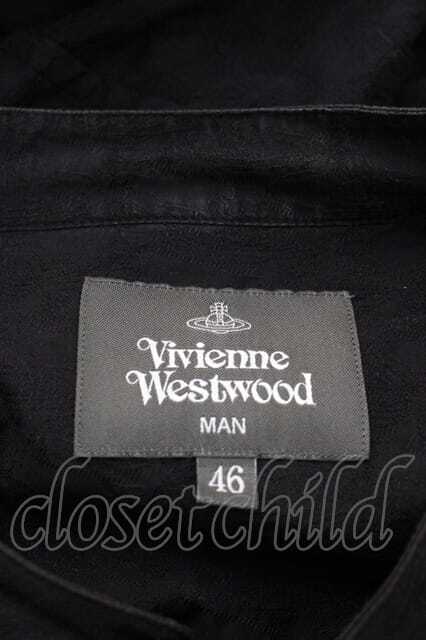 Vivienne
Westwood
MAN
46
closet child